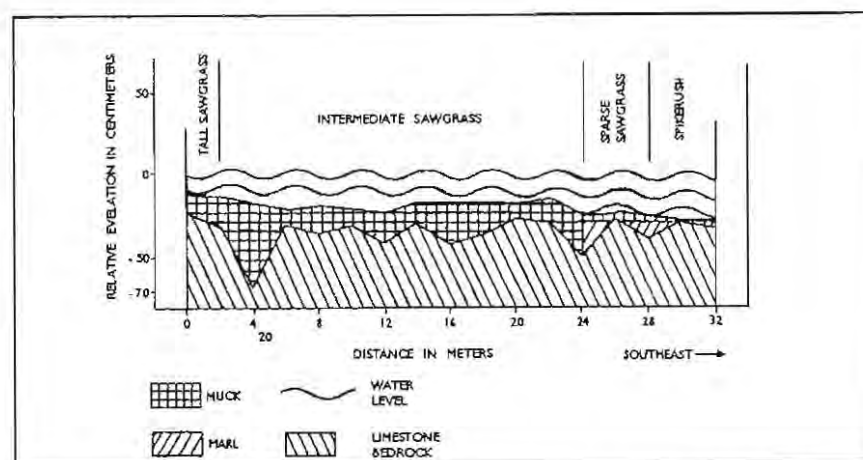 RELATIVE EVELATION IN CENTIMETERS
50
0
- 50
- 70
TALL SAWGRASS
INTERMEDIATE SAWGRASS
SPARSE
SAWGRASS
SPIKERUSH
0 4 8 12 16 20 24 28 32
20
DISTANCE IN METERS
SOUTHEAST
MUCK
WATER
LEVEL
MARL
LIMESTONE
BEDROCK